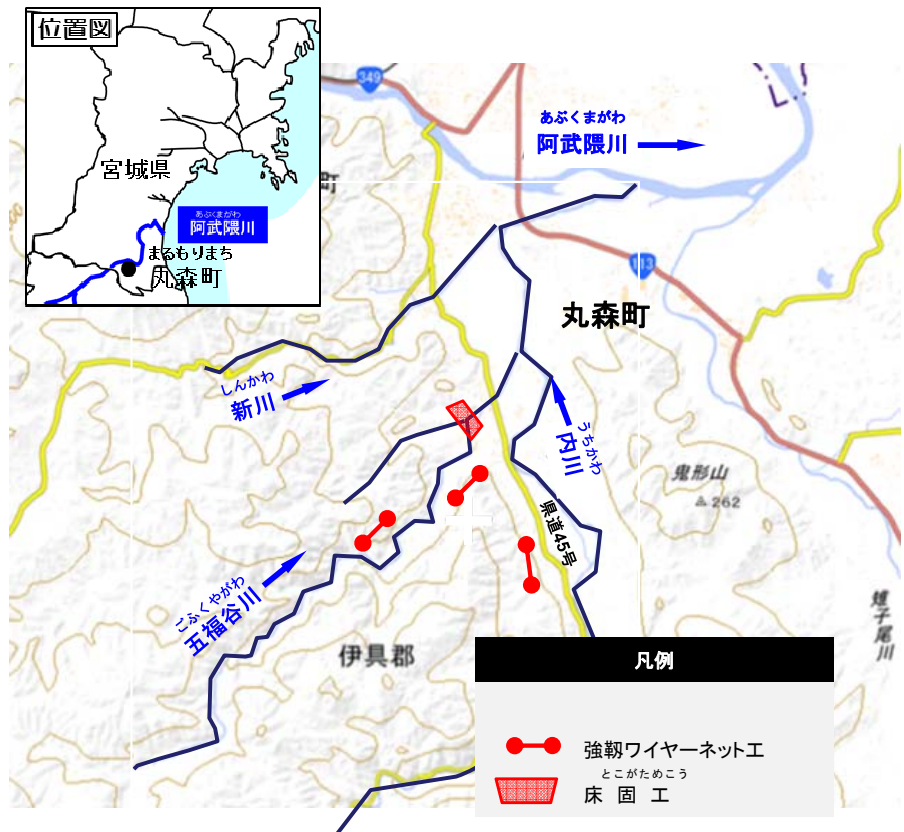 位置図
宮城県
あぶくまがわ
阿武隈川
まるもりまち
丸森町
349
あぶくまがわ
阿武隈川
町
113
丸森町
しんかわ
新川
うちかわ
内川
鬼形山
262
県道45号
ごふくやがわ
五福谷川
伊具郡
雉子尾川
凡例
強靱ワイヤーネット工
とこがためこう
床固工